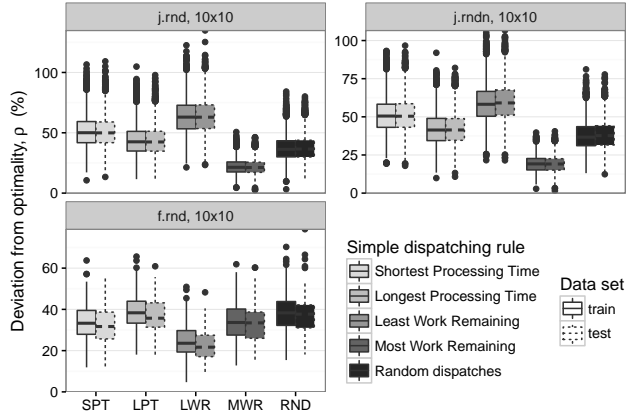 j.rnd, 10x10
j.rndn, 10x10
100
50
0
100
75
50
25
0
Deviation from optimality, ρ (%)
f.rnd, 10x10
60
40
20
0
SPT LPT LWR MWR RND
Simple dispatching rule
Shortest Processing Time
Longest Processing Time
Least Work Remaining
Most Work Remaining
Random dispatches
Data set
train
test